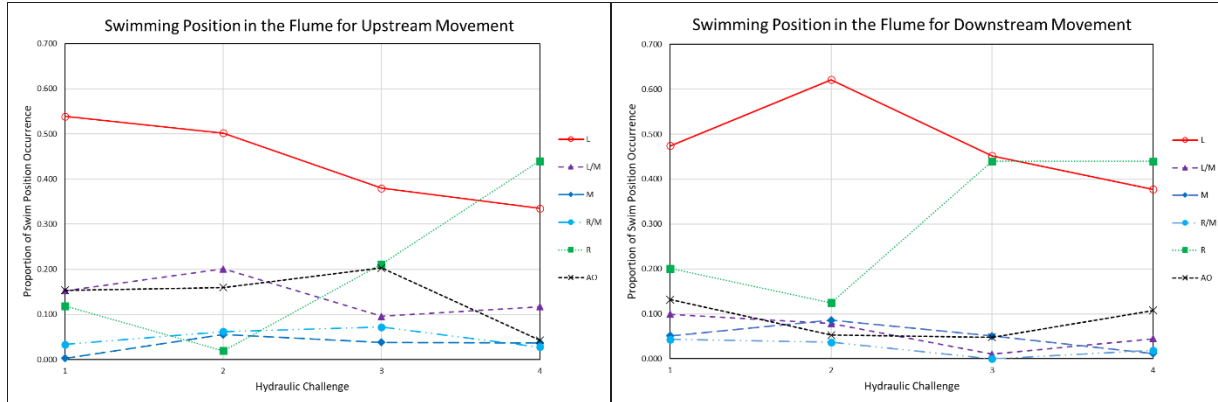 Swimming Position in the Flume for Upstream Movement
Proportion of Swim Position Occurrence
0.700
0.600
0.500
0.400
0.300
0.200
0.100
0.000
1 2 3 4
Hydraulic Challenge
L
L/M
M
R/M
R
AO
Swimming Position in the Flume for Downstream Movement
Proportion of Swim Position Occurrence
0.700
0.600
0.500
0.400
0.300
0.200
0.100
0.000
1 2 3 4
Hydraulic Challenge
L
L/M
M
R/M
R
AO